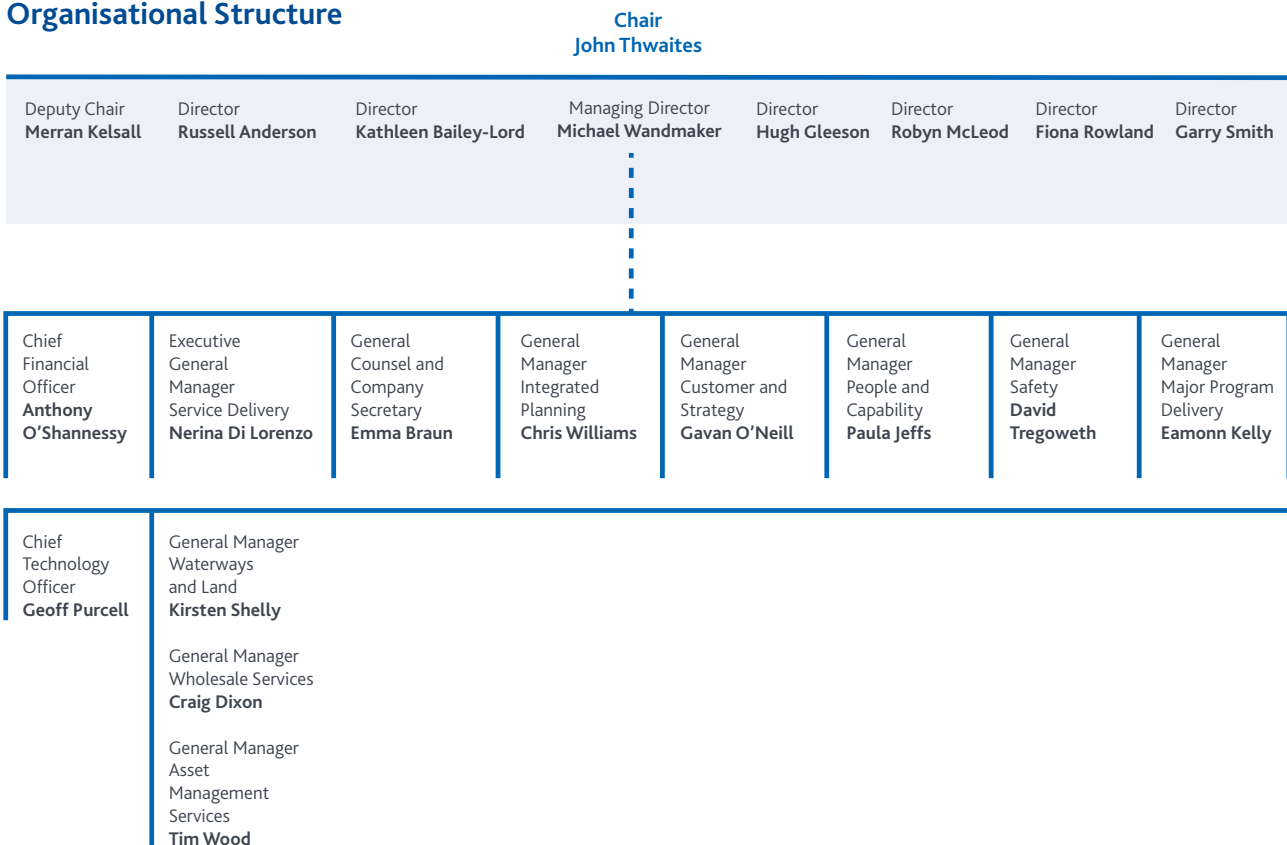 Organisational Structure
Chair
John Thwaites
Deputy Chair
Merran Kelsall
Director
Russell Anderson
Director
Kathleen Bailey-Lord
Managing Director
Michael Wandmaker
Director
Hugh Gleeson
Director
Robyn McLeod
Director
Fiona Rowland
Director
Garry Smith
Chief
Financial
Officer
Anthony
O’Shannessy
Executive
General
Manager
Service Delivery
Nerina Di Lorenzo
General
Counsel and
Company
Secretary
Emma Braun
General
Manager
Integrated
Planning
Chris Williams
General
Manager
Customer and
Strategy
Gavan O’Neill
General
Manager
People and
Capability
Paula Jeffs
General
Manager
Safety
David
Tregoweth
General
Manager
Major Program
Delivery
Eamonn Kelly
Chief
Technology
Officer
Geoff Purcell
General Manager
Waterways
and Land
Kirsten Shelly
General Manager
Wholesale Services
Craig Dixon
General Manager
Asset
Management
Services
Tim Wood